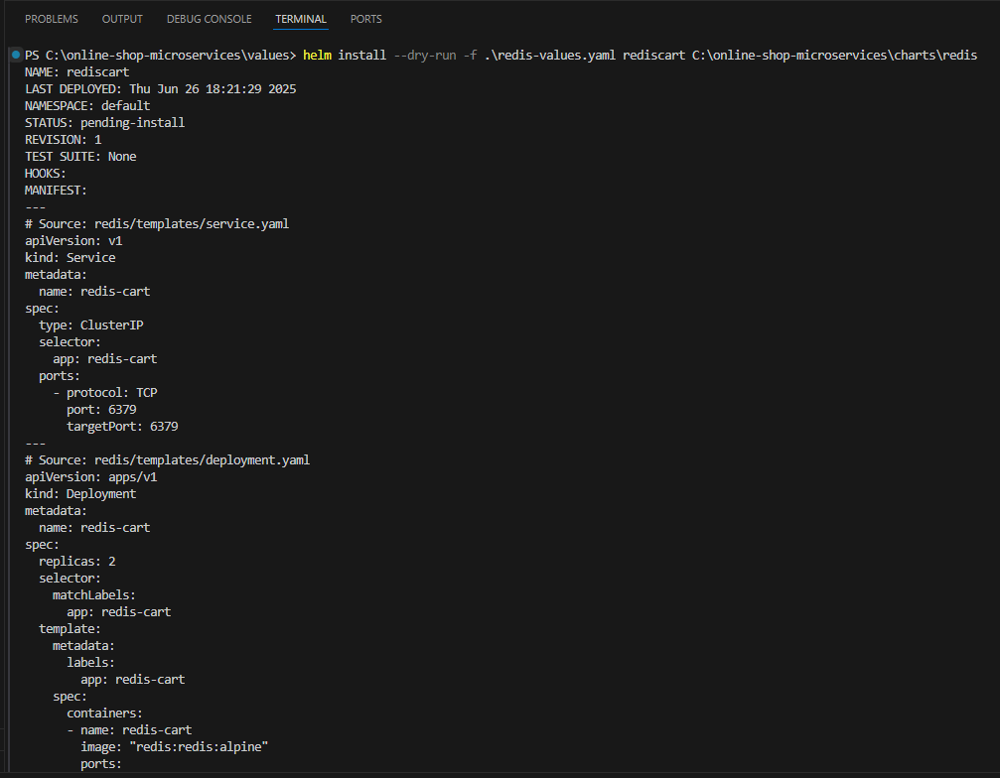 PROBLEMS OUTPUT DEBUG CONSOLE TERMINAL PORTS
PS C:\online-shop-microservices\values> helm install --dry-run -f .\redis-values.yaml rediscart C:\online-shop-microservices\charts\redis
NAME: rediscart
LAST DEPLOYED: Thu Jun 26 18:21:29 2025
NAMESPACE: default
STATUS: pending-install
REVISION: 1
TEST SUITE: None
HOOKS:
MANIFEST:
---
# Source: redis/templates/service.yaml
apiVersion: v1
kind: Service
metadata:
  name: redis-cart
spec:
  type: ClusterIP
  selector:
    app: redis-cart
  ports:
    - protocol: TCP
      port: 6379
      targetPort: 6379
---
# Source: redis/templates/deployment.yaml
apiVersion: apps/v1
kind: Deployment
metadata:
  name: redis-cart
spec:
  replicas: 2
  selector:
    matchLabels:
      app: redis-cart
  template:
    metadata:
      labels:
        app: redis-cart
    spec:
      containers:
      - name: redis-cart
        image: "redis:redis:alpine"
        ports: